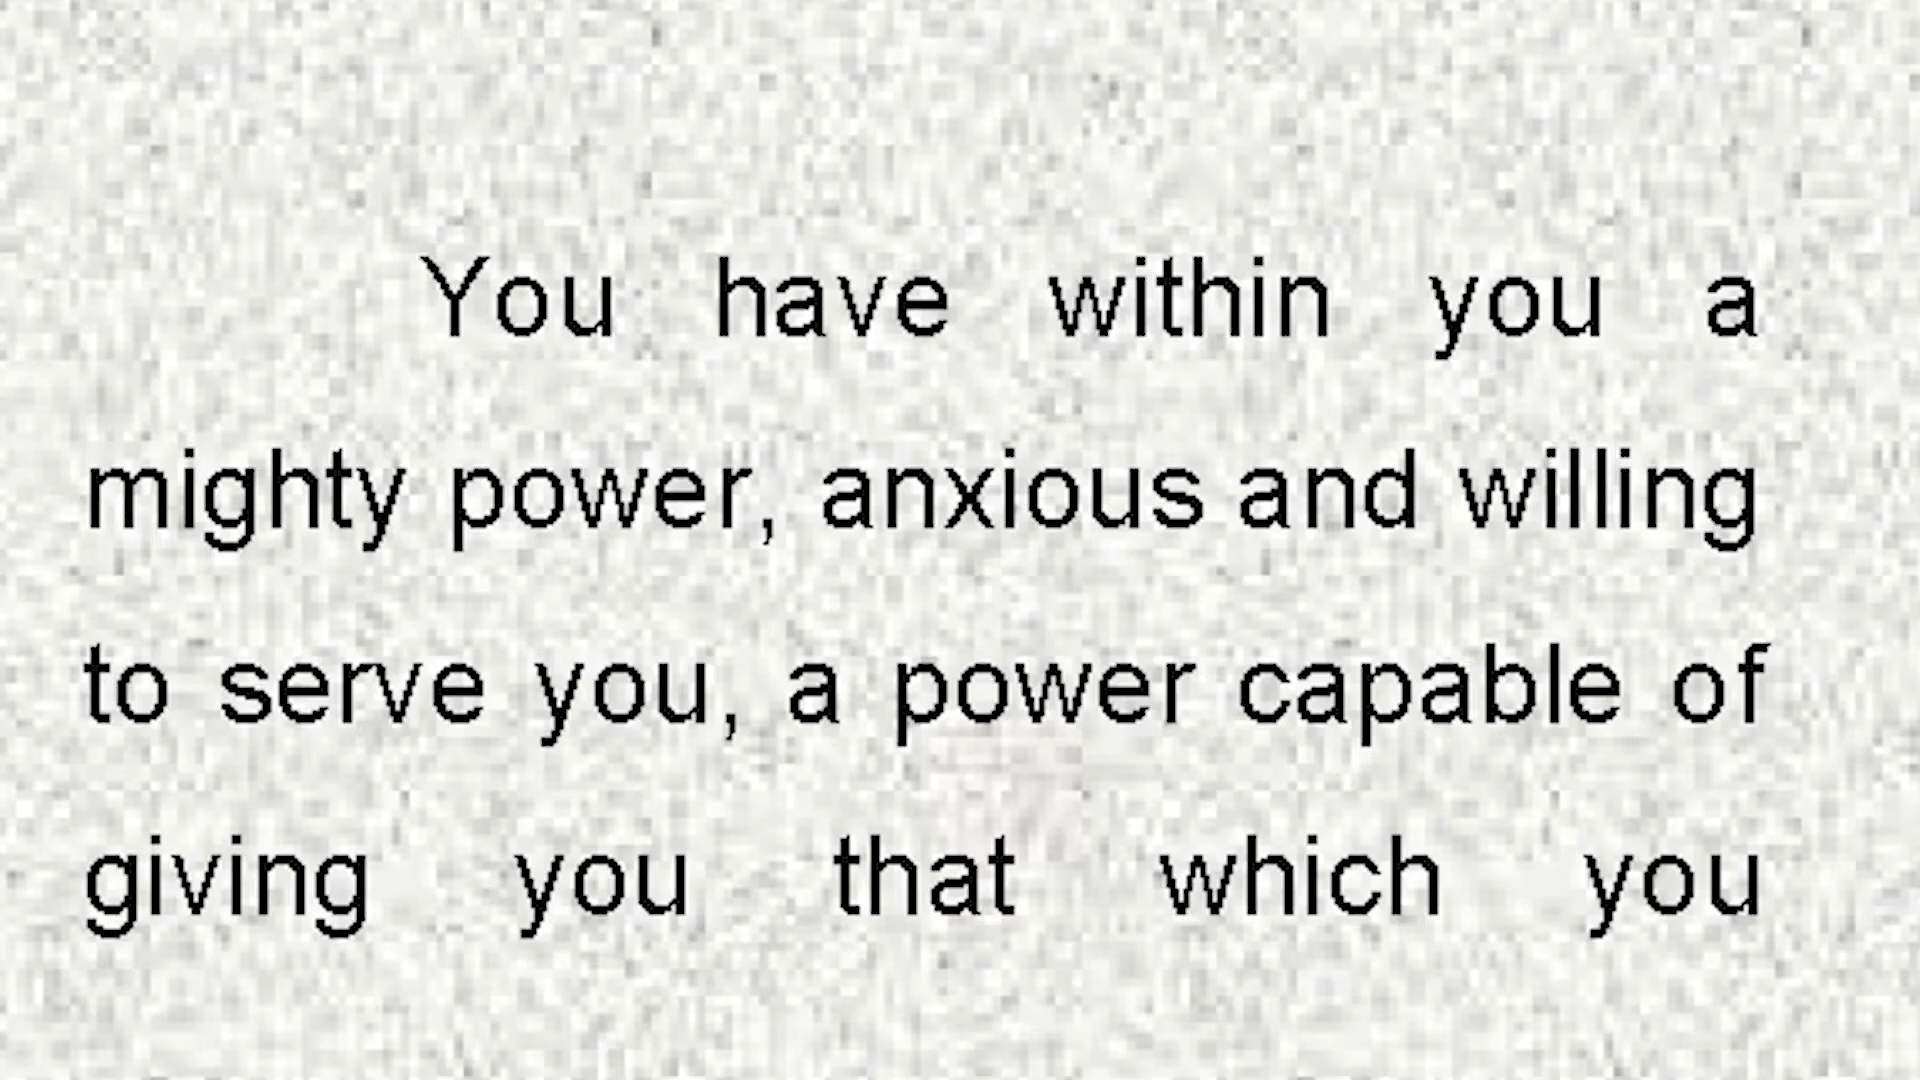 You have within you a
mighty power, anxious and willing
to serve you, a power capable of
giving you that which you